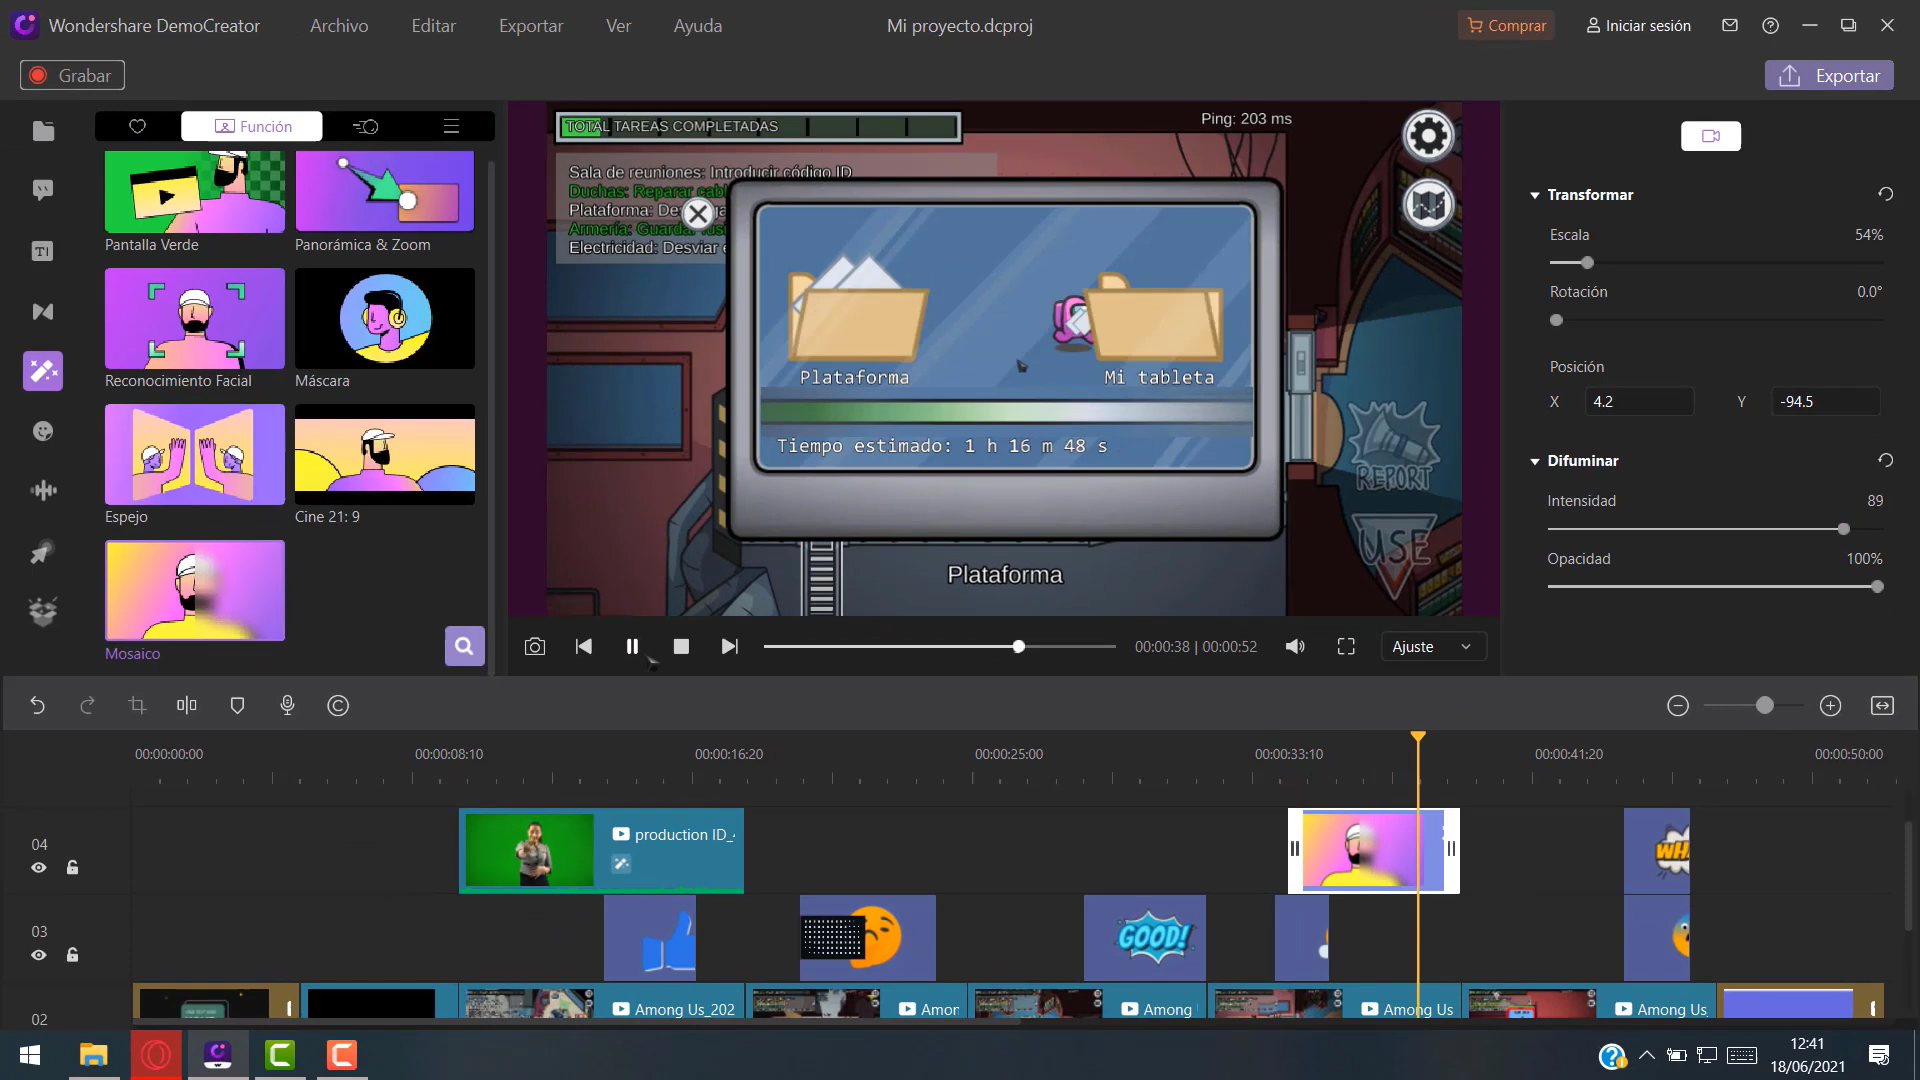 Wondershare DemoCreator
Archivo
Editar
Exportar
Ver
Ayuda
Mi proyecto.dcproj
Comprar
Iniciar sesión
Grabar
Exportar
Función
Pantalla Verde
Panorámica & Zoom
Reconocimiento Facial
Máscara
Espejo
Cine 21: 9
Mosaico
TOTAL TAREAS COMPLETADAS
Ping: 203 ms
Sala de reuniones: Introducir código ID
Duchas: Reparar
Plataforma:
Armería:
Electricidad: Desviar
Plataforma
Mi tableta
Tiempo estimado: 1 h 16 m 48 s
REPORT
USE
Plataforma
00:00:38 | 00:00:52
Ajuste
Transformar
Escala
54%
Rotación
0.0°
Posición
X
4.2
Y
-94.5
Difuminar
Intensidad
89
Opacidad
100%
00:00:00:00
00:00:08:10
00:00:16:20
00:00:25:00
00:00:33:10
00:00:41:20
00:00:50:00
04
production ID_
03
GOOD!
02
Among Us_202
Among
Among Us
Among Us
12:41
18/06/2021